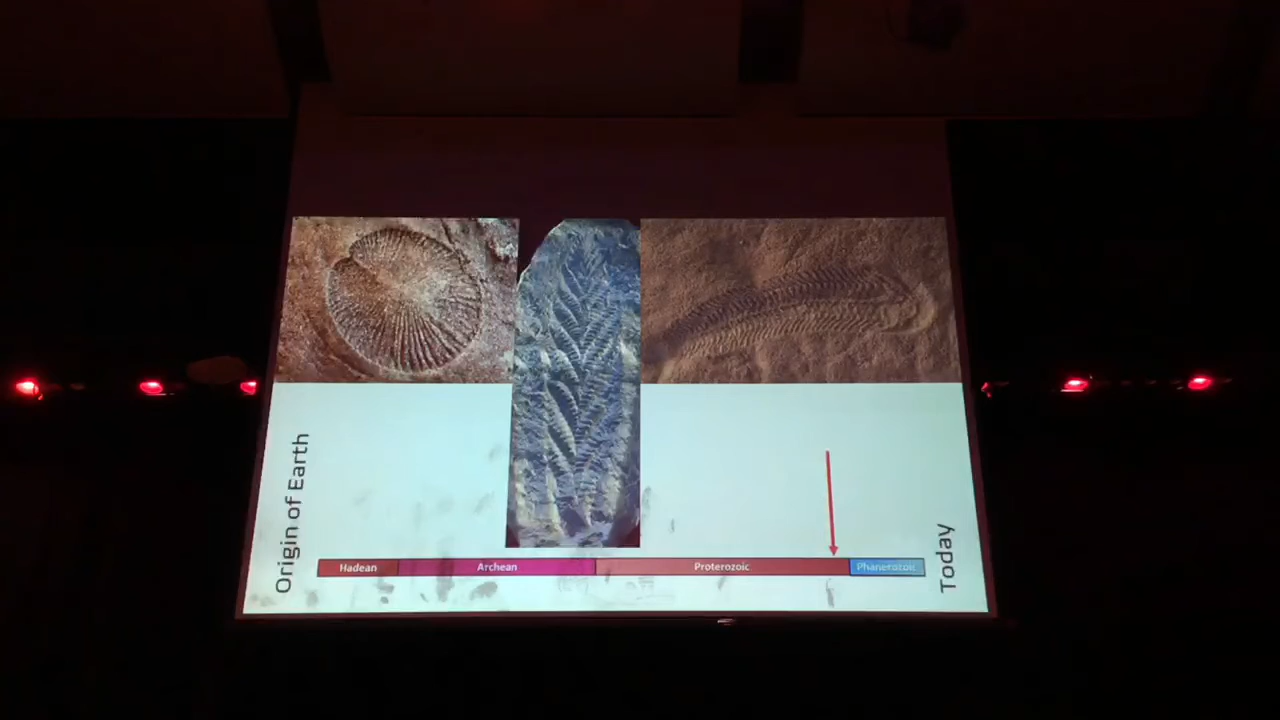 Origin of Earth
Hadean
Archean
Proterozoic
Phanerozoic
Today